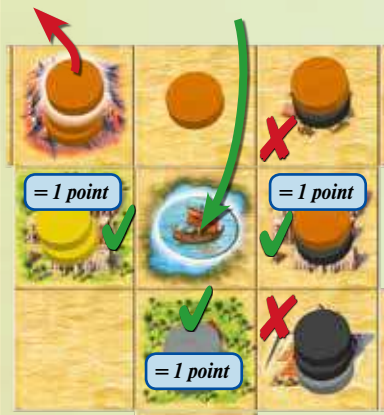 = 1 point
= 1 point
= 1 point